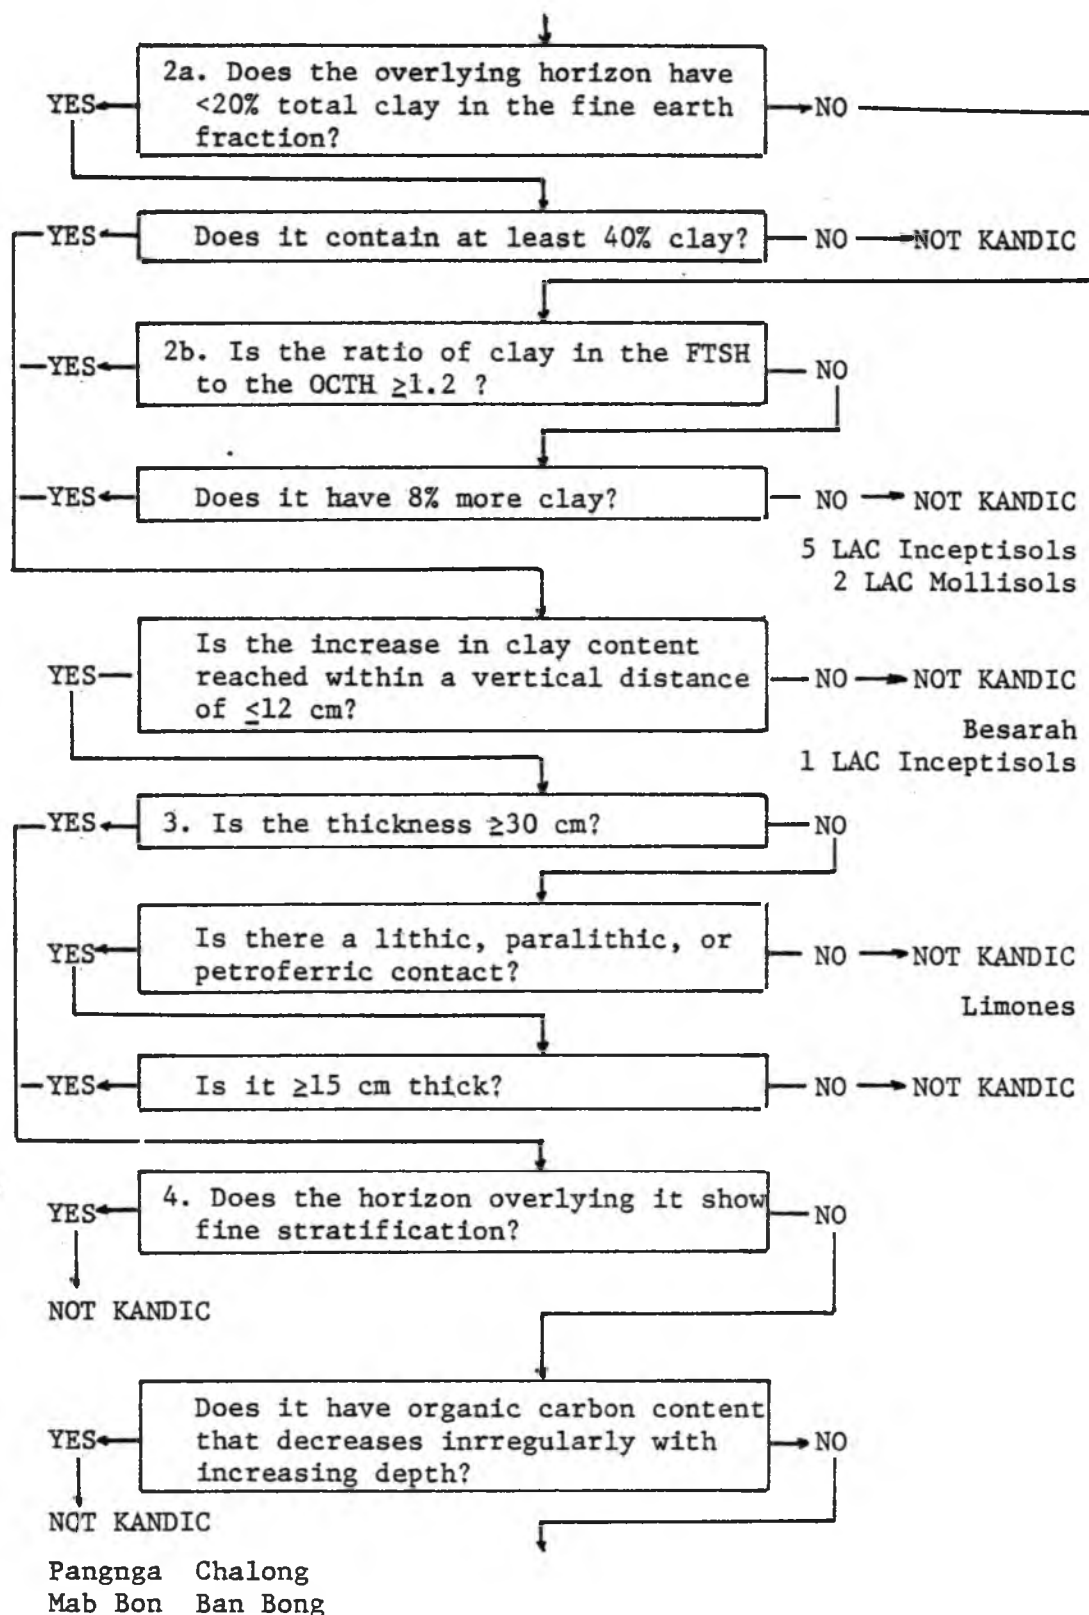 2a. Does the overlying horizon have
YES <20% total clay in the fine earth NO
fraction?
YES Does it contain at least 40% clay? NO NOT KANDIC
2b. Is the ratio of clay in the FTSH
YES to the OCTH ≥1.2 ? NO
YES Does it have 8% more clay? NO NOT KANDIC
5 LAC Inceptisols
2 LAC Mollisols
Is the increase in clay content
YES reached within a vertical distance NO NOT KANDIC
of ≤12 cm?
Besarah
1 LAC Inceptisols
YES 3. Is the thickness ≥30 cm? NO
Is there a lithic, paralithic, or
YES petroferric contact? NO NOT KANDIC
Limones
YES Is it ≥15 cm thick? NO NOT KANDIC
4. Does the horizon overlying it show
YES fine stratification? NO
NOT KANDIC
Does it have organic carbon content
YES that decreases inrregularly with NO
increasing depth?
NOT KANDIC
Pangnga Chalong
Mab Bon Ban Bong